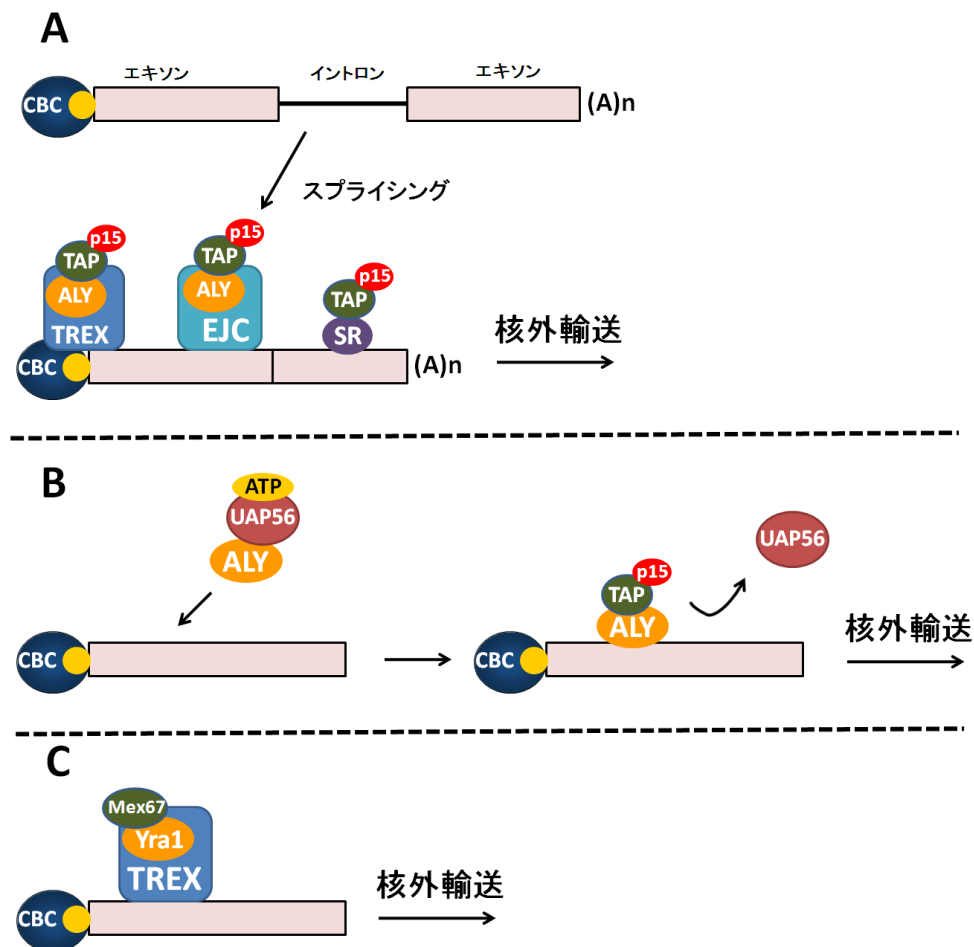 A
エキソン イントロン エキソン
CBC (A)n
スプライシング
p15 p15
TAP TAP p15
ALY ALY TAP
TREX EJC SR 核外輸送
CBC (A)n
B
ATP
UAP56 UAP56
ALY p15
TAP
ALY 核外輸送
CBC CBC
C
Mex67
Yra1
TREX 核外輸送
CBC